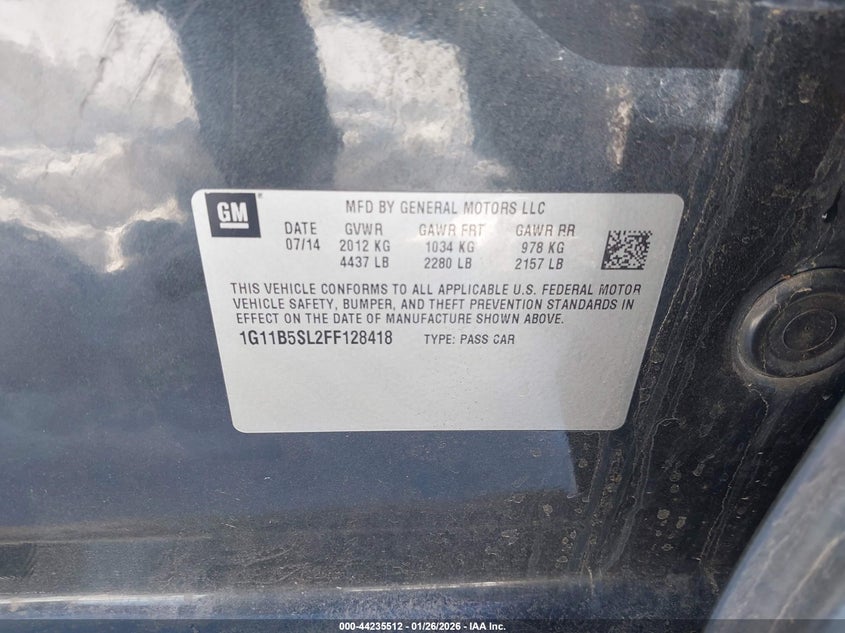 GM
MFD BY GENERAL MOTORS LLC
DATE GVWR GAWR FRT GAWR RR
07/14 2012 KG 1034 KG 978 KG
4437 LB 2280 LB 2157 LB
THIS VEHICLE CONFORMS TO ALL APPLICABLE U.S. FEDERAL MOTOR
VEHICLE SAFETY, BUMPER, AND THEFT PREVENTION STANDARDS IN
EFFECT ON THE DATE OF MANUFACTURE SHOWN ABOVE.
1G11B5SL2FF128418 TYPE: PASS CAR
000-44235512 — 01/26/2026 — IAA Inc.